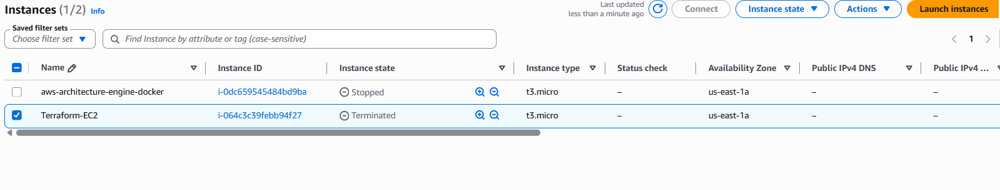 Instances (1/2) Info
Last updated
less than a minute ago
Connect
Instance state
Actions
Launch instances
Saved filter sets
Choose filter set
Find Instance by attribute or tag (case-sensitive)
1
Name Instance ID Instance state Instance type Status check Availability Zone Public IPv4 DNS Public IPv4 ...
aws-architecture-engine-docker i-0dc659545484bd9ba Stopped t3.micro – us-east-1a – –
Terraform-EC2 i-064c3c39febb94f27 Terminated t3.micro – us-east-1a – –